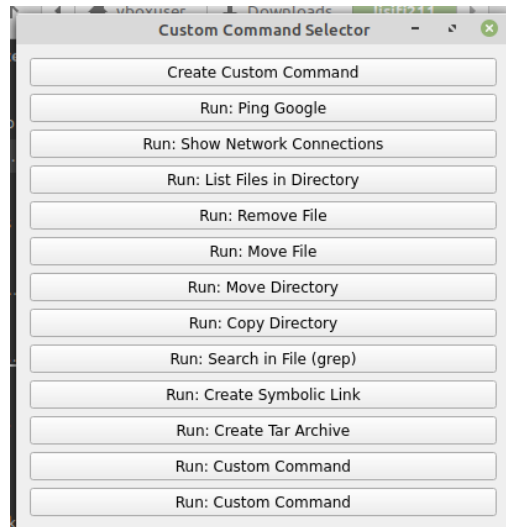 vboxuser Downloads
Custom Command Selector
Create Custom Command
Run: Ping Google
Run: Show Network Connections
Run: List Files in Directory
Run: Remove File
Run: Move File
Run: Move Directory
Run: Copy Directory
Run: Search in File (grep)
Run: Create Symbolic Link
Run: Create Tar Archive
Run: Custom Command
Run: Custom Command